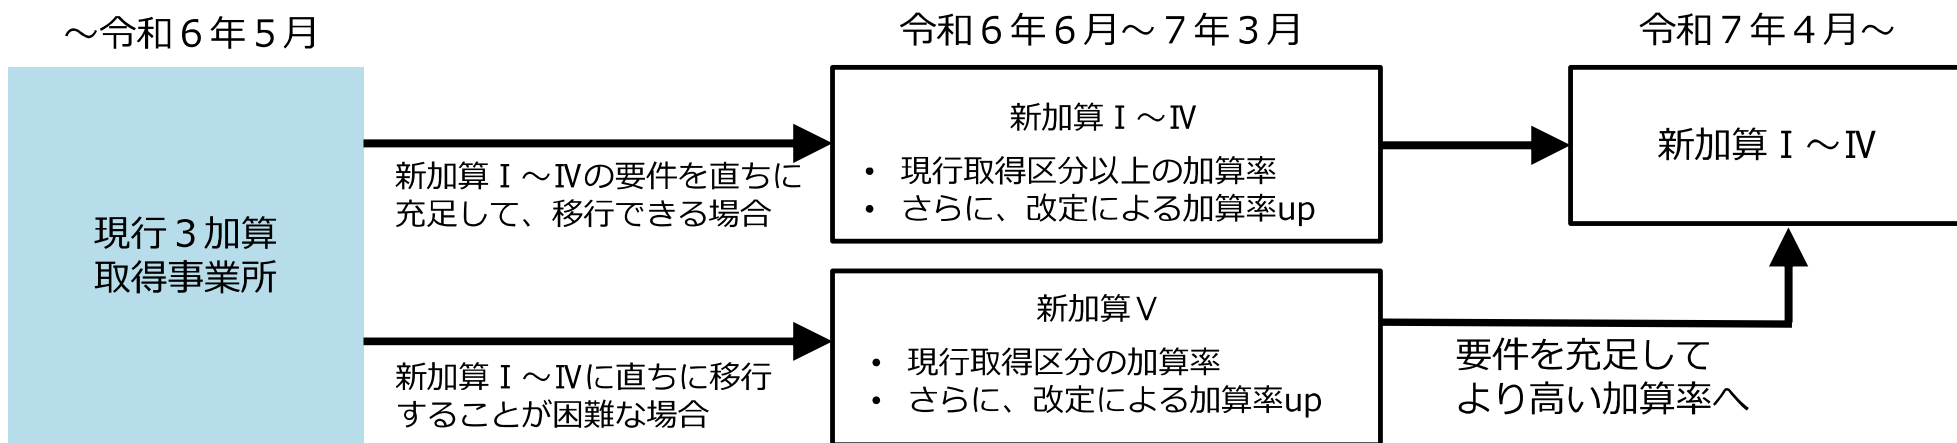 ～令和６年５月
令和６年６月～７年３月
令和７年４月～
現行３加算
取得事業所
新加算Ⅰ～Ⅳの要件を直ちに
充足して、移行できる場合
新加算Ⅰ～Ⅳに直ちに移行
することが困難な場合
新加算Ⅰ～Ⅳ
• 現行取得区分以上の加算率
• さらに、改定による加算率up
新加算Ⅴ
• 現行取得区分の加算率
• さらに、改定による加算率up
新加算Ⅰ～Ⅳ
要件を充足して
より高い加算率へ